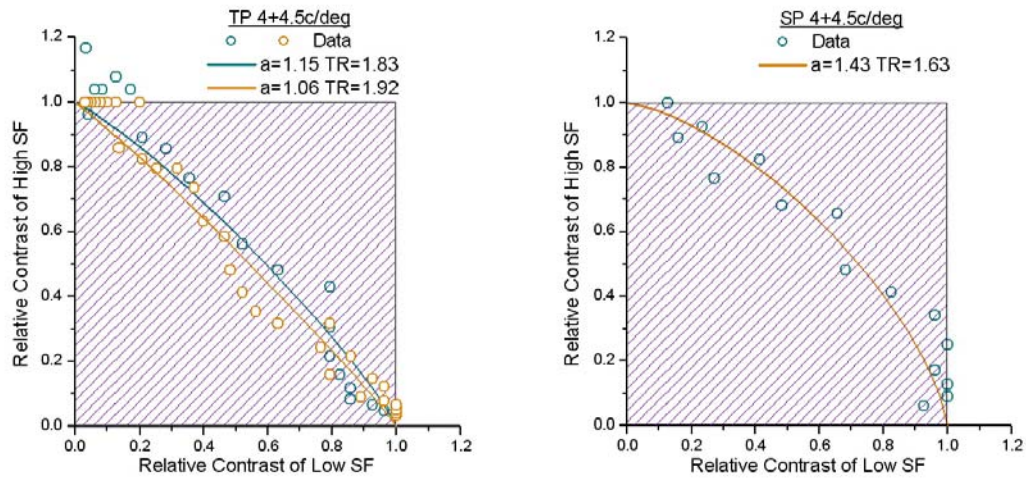 TP 4+4.5c/deg
Data
a=1.15 TR=1.83
a=1.06 TR=1.92
1.2
1.0
0.8
0.6
0.4
0.2
0.0
Relative Contrast of High SF
0.0 0.2 0.4 0.6 0.8 1.0 1.2
Relative Contrast of Low SF
SP 4+4.5c/deg
Data
a=1.43 TR=1.63
1.2
1.0
0.8
0.6
0.4
0.2
0.0
Relative Contrast of High SF
0.0 0.2 0.4 0.6 0.8 1.0 1.2
Relative Contrast of Low SF